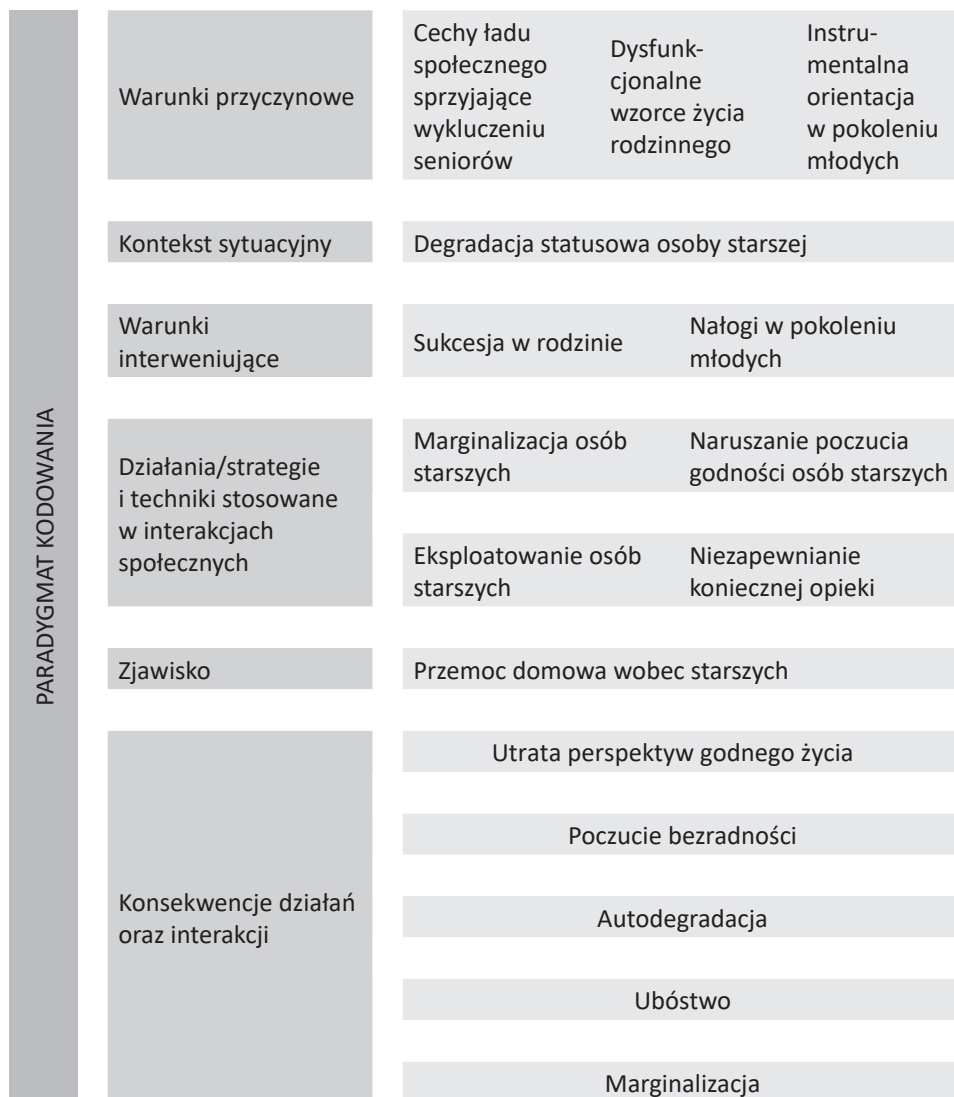 PARADYGMAT KODOWANIA
Warunki przyczynowe
Cechy ładu
społecznego
sprzyjające
wykluczeniu
seniorów
Dysfunk-
cjonalne
wzorce życia
rodzinnego
Instru-
mentalna
orientacja
w pokoleniu
młodych
Kontekst sytuacyjny
Degradacja statusowa osoby starszej
Warunki
interweniujące
Sukcesja w rodzinie
Nałogi w pokoleniu
młodych
Działania/strategie
i techniki stosowane
w interakcjach
społecznych
Marginalizacja osób
starszych
Naruszanie poczucia
godności osób starszych
Eksploatowanie osób
starszych
Niezapewnianie
koniecznej opieki
Zjawisko
Przemoc domowa wobec starszych
Konsekwencje działań
oraz interakcji
Utrata perspektyw godnego życia
Poczucie bezradności
Autodegradacja
Ubóstwo
Marginalizacja